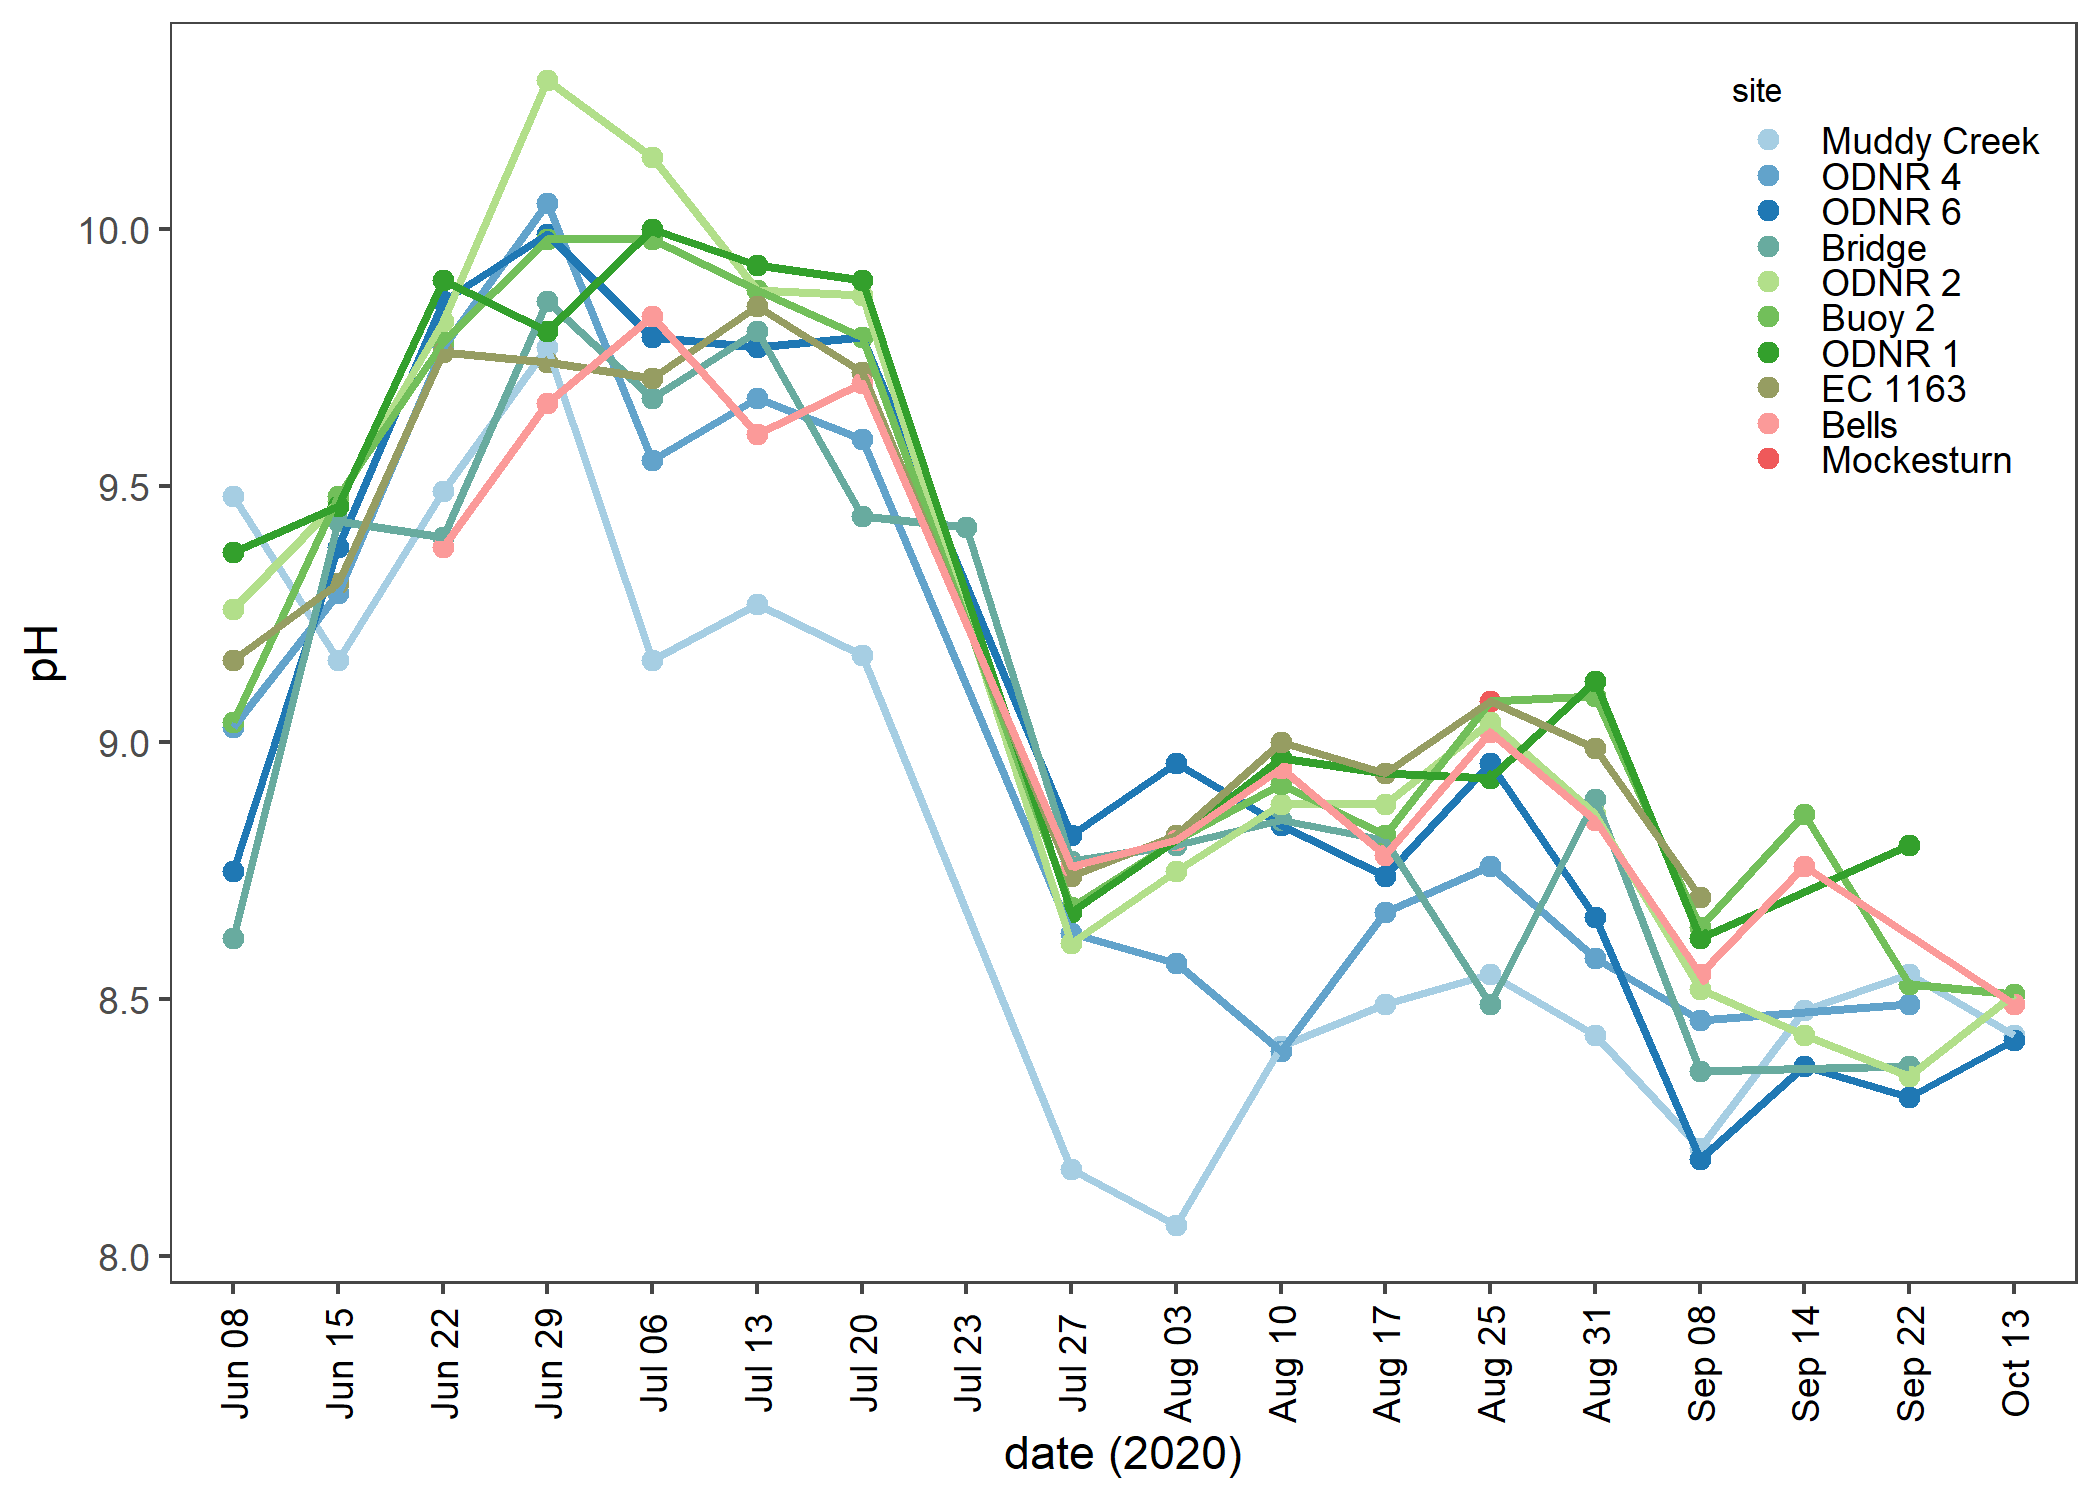 site
Muddy Creek
ODNR 4
ODNR 6
Bridge
ODNR 2
Buoy 2
ODNR 1
EC 1163
Bells
Mockesturn
pH
10.0
9.5
9.0
8.5
8.0
Jun 08
Jun 15
Jun 22
Jun 29
Jul 06
Jul 13
Jul 20
Jul 23
Jul 27
Aug 03
Aug 10
Aug 17
Aug 25
Aug 31
Sep 08
Sep 14
Sep 22
Oct 13
date (2020)